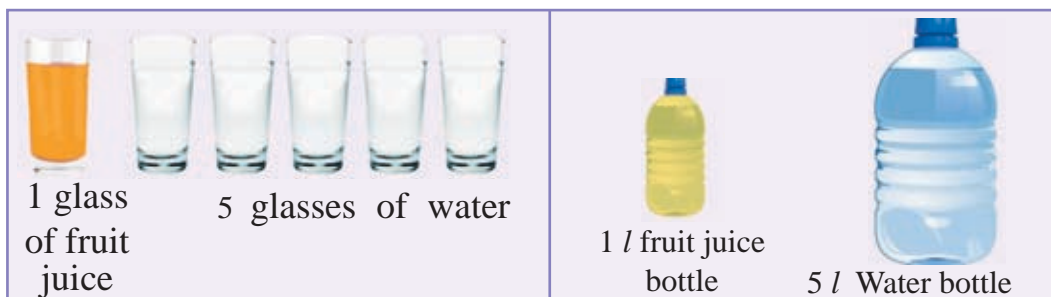 1 glass
of fruit
juice
5 glasses of water
1 l fruit juice
bottle
5 l Water bottle